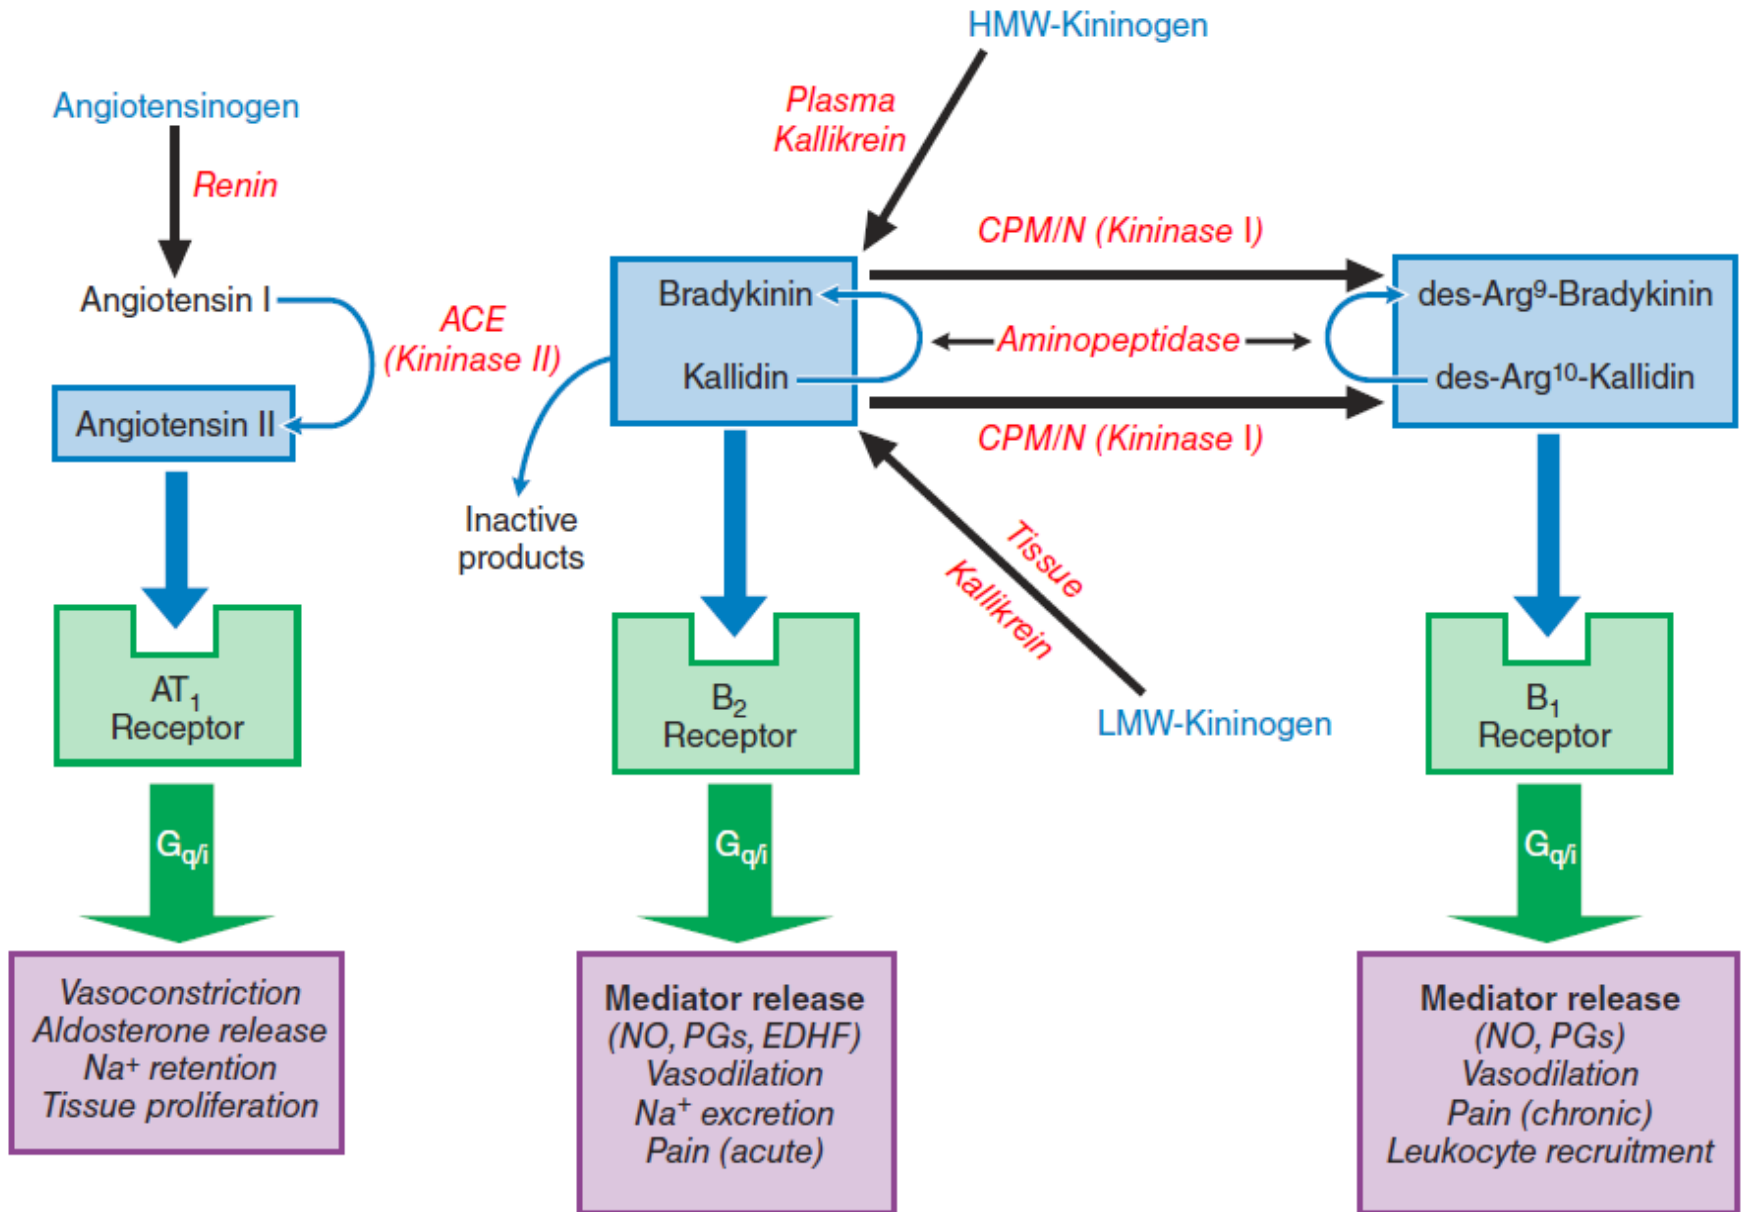 HMW-Kininogen
Angiotensinogen
Plasma
Kallikrein
Renin
CPM/N (Kininase I)
Angiotensin I
ACE
(Kininase II)
Bradykinin
des-Arg⁹-Bradykinin
Aminopeptidase
Kallidin
des-Arg¹⁰-Kallidin
Angiotensin II
CPM/N (Kininase I)
Inactive
products
Tissue
Kallikrein
LMW-Kininogen
AT₁
Receptor
B₂
Receptor
B₁
Receptor
Gq/i
Gq/i
Gq/i
Vasoconstriction
Aldosterone release
Na⁺ retention
Tissue proliferation
Mediator release
(NO, PGs, EDHF)
Vasodilation
Na⁺ excretion
Pain (acute)
Mediator release
(NO, PGs)
Vasodilation
Pain (chronic)
Leukocyte recruitment